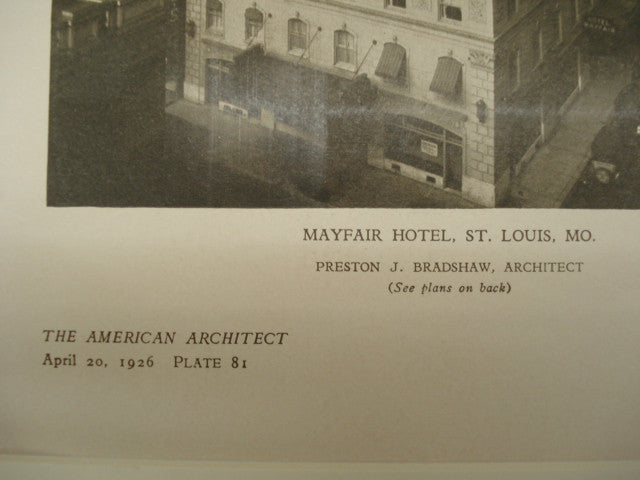 HOTEL
MAYFAIR HOTEL, ST. LOUIS, MO.
PRESTON J. BRADSHAW, ARCHITECT
(See plans on back)
THE AMERICAN ARCHITECT
April 20, 1926 PLATE 81